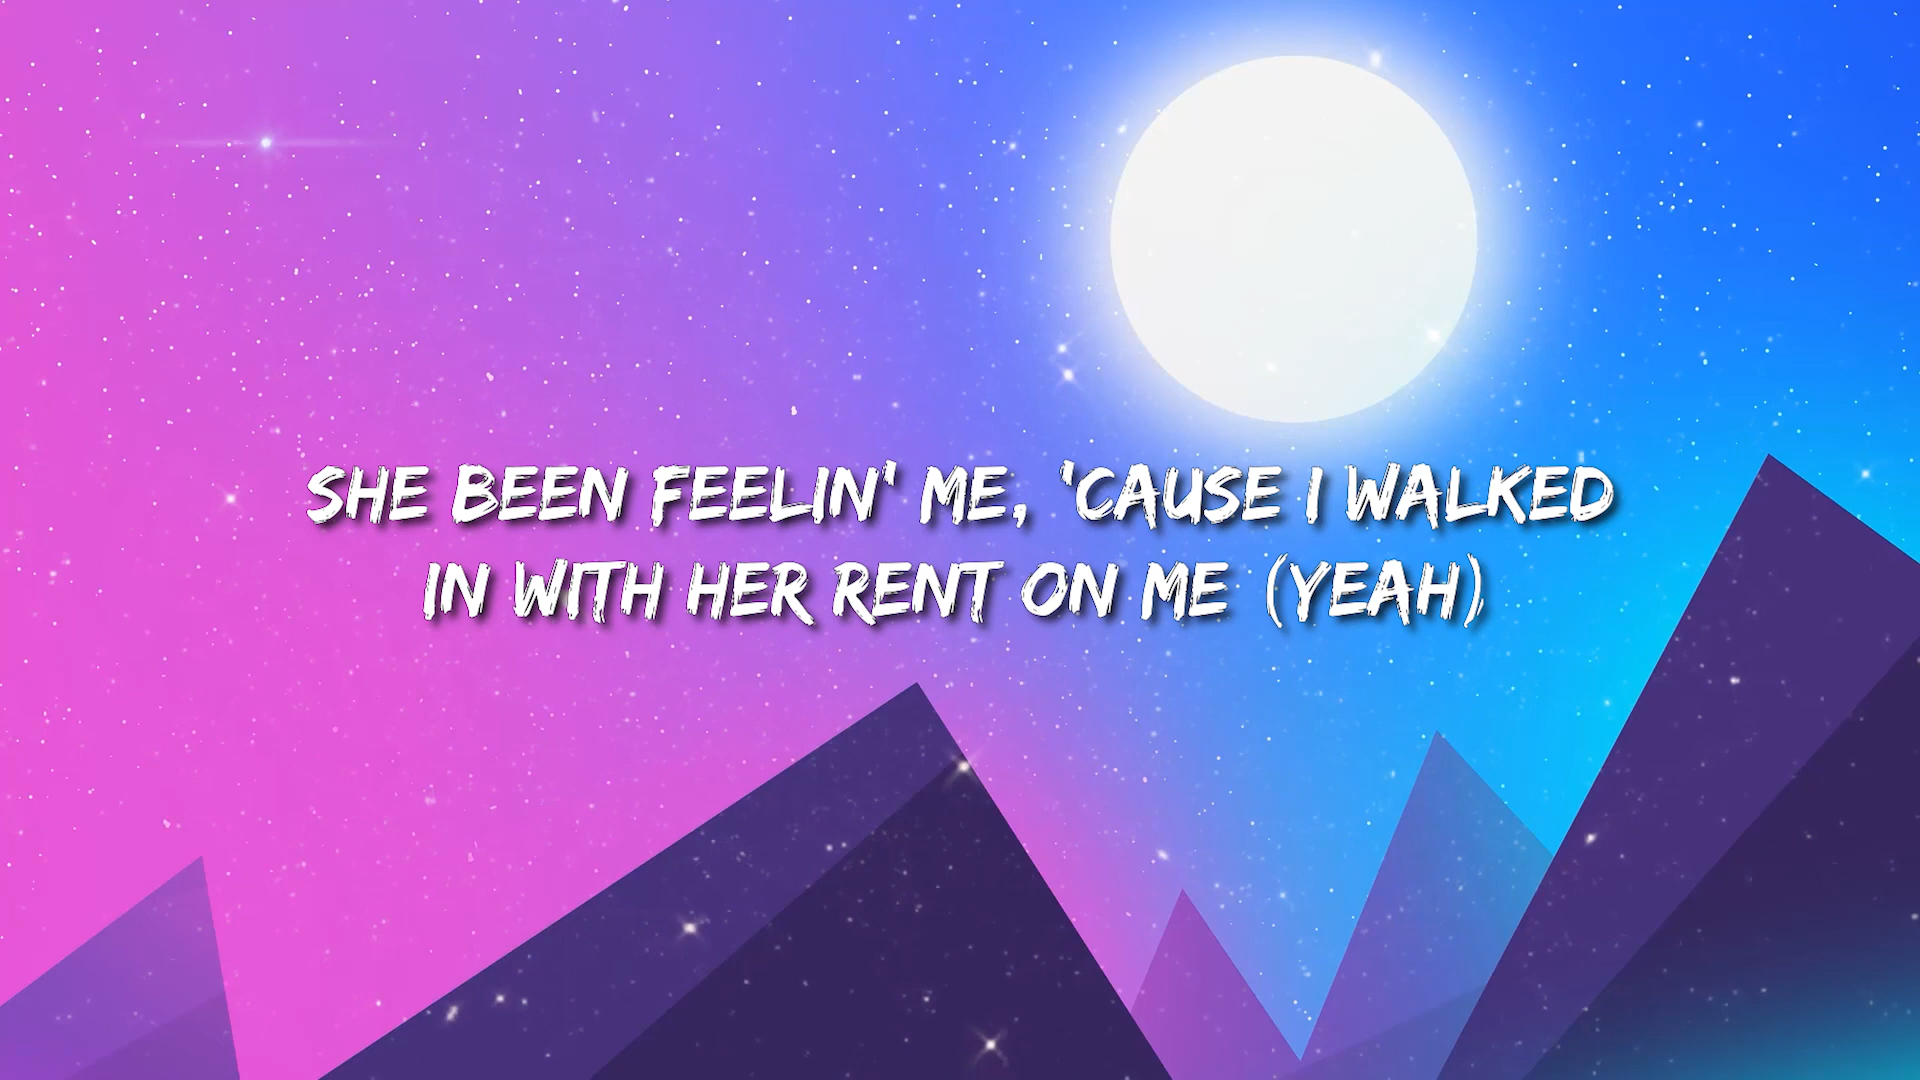 SHE BEEN FEELIN' ME, 'CAUSE I WALKED
IN WITH HER RENT ON ME (YEAH)